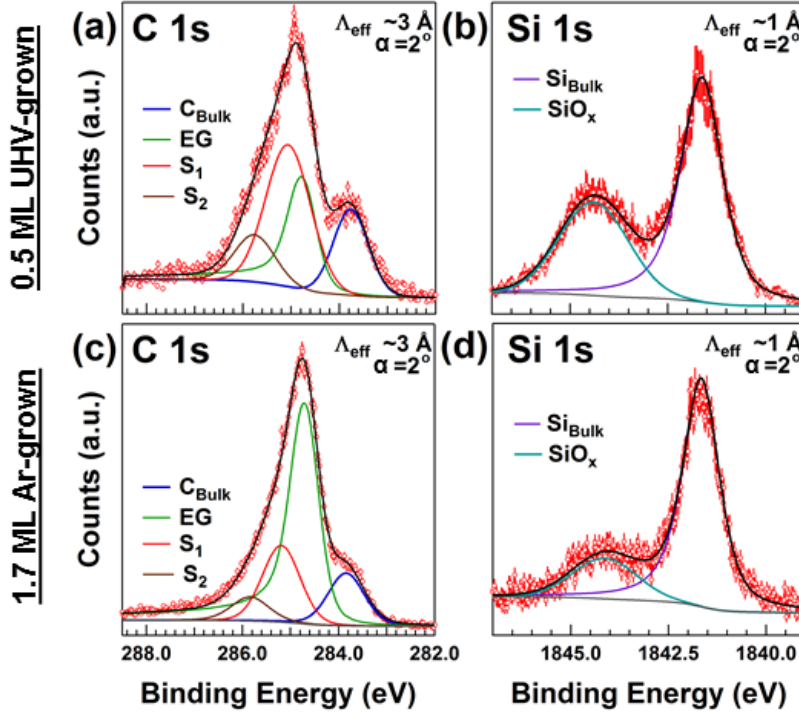 (a) C 1s Λeff ~3 Å
α =2°
CBulk
EG
S1
S2
(b) Si 1s Λeff ~1 Å
α =2°
SiBulk
SiOx
0.5 ML UHV-grown
Counts (a.u.)
(c) C 1s Λeff ~3 Å
α =2°
CBulk
EG
S1
S2
(d) Si 1s Λeff ~1 Å
α =2°
SiBulk
SiOx
1.7 ML Ar-grown
Counts (a.u.)
288.0 286.0 284.0 282.0
1845.0 1842.5 1840.0
Binding Energy (eV) Binding Energy (eV)